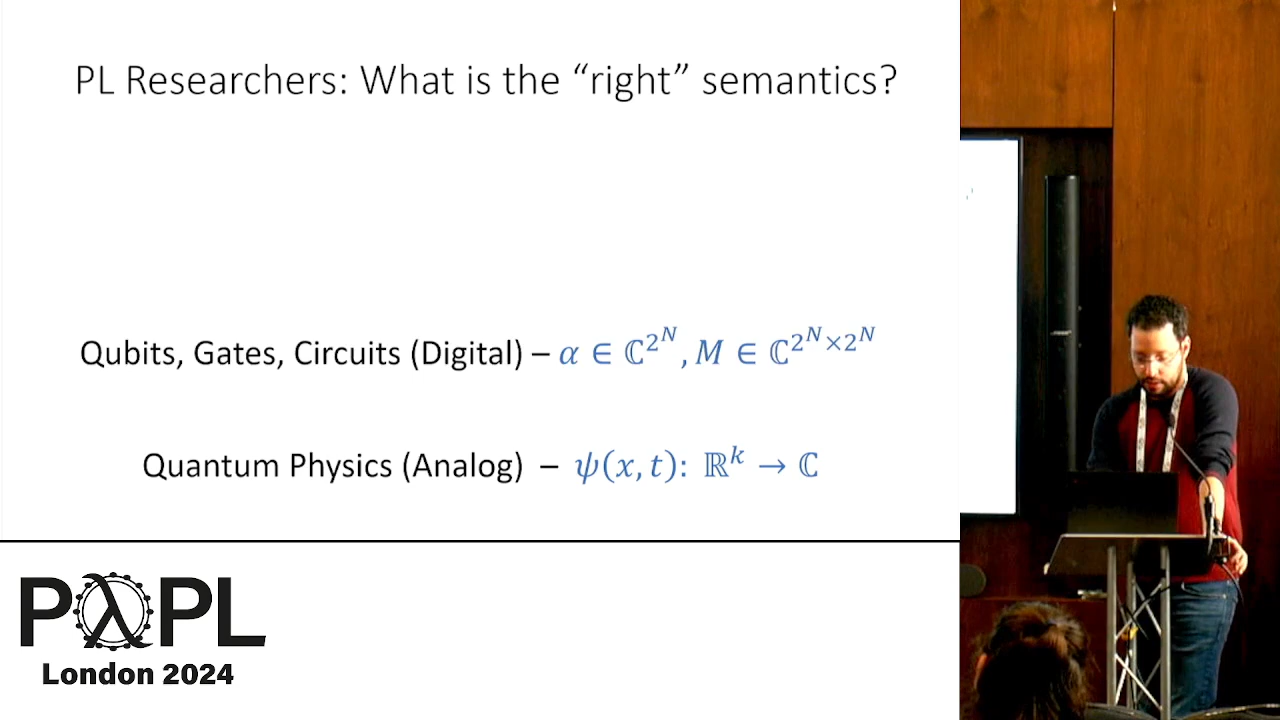 PL Researchers: What is the “right” semantics?
Qubits, Gates, Circuits (Digital) – α ∈ ℂ^{2^N}, M ∈ ℂ^{2^N×2^N}
Quantum Physics (Analog) – ψ(x, t): ℝ^k → ℂ
PλPL
London 2024